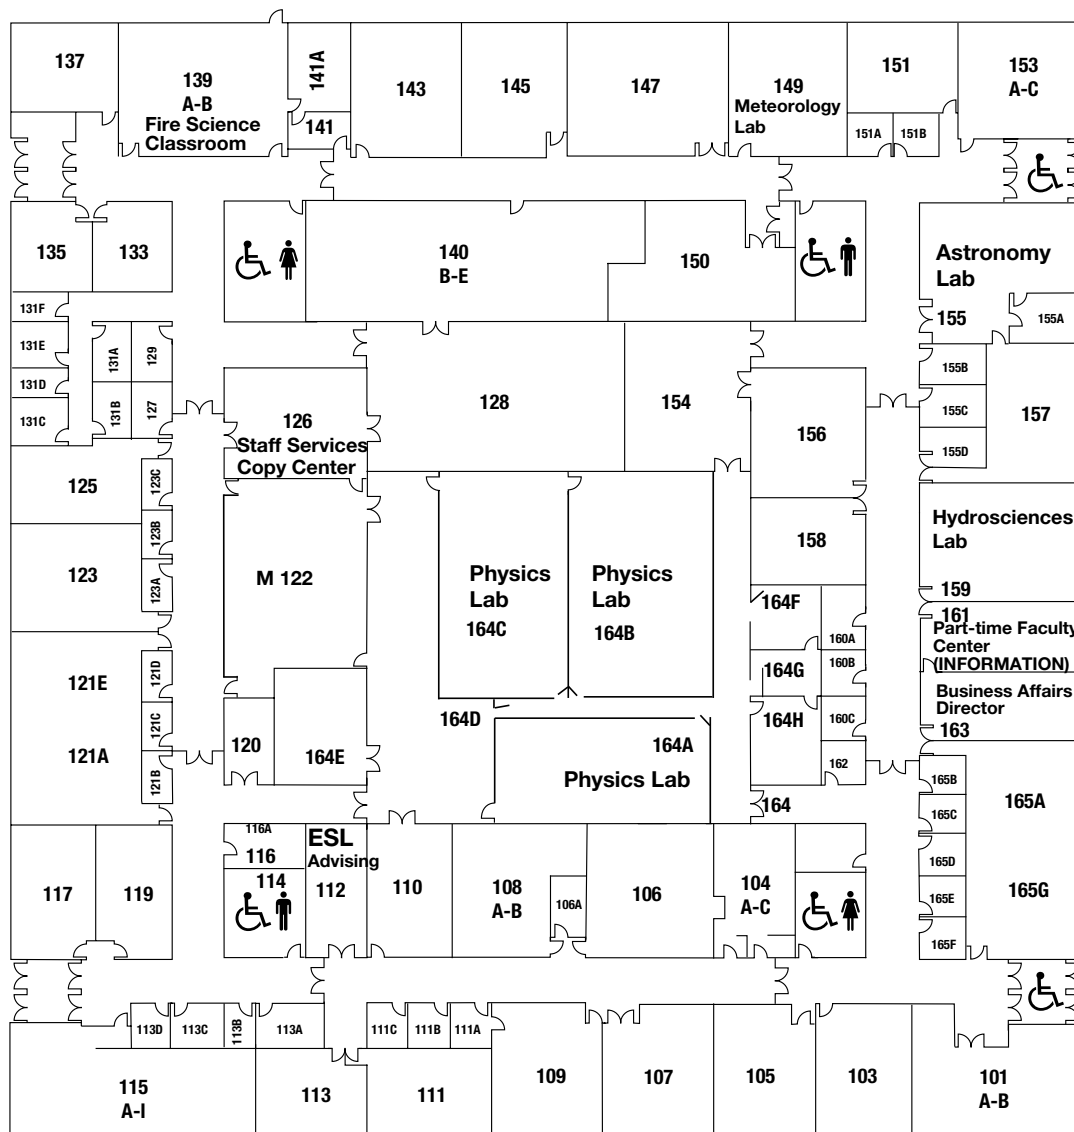 137
139
A-B
Fire Science
Classroom
141A
141
143
145
147
149
Meteorology
Lab
151
151A
151B
153
A-C
135
133
140
B-E
150
Astronomy
Lab
155
155A
131F
131E
131D
131C
131A
129
131B
127
128
154
126
Staff Services
Copy Center
156
155B
155C
155D
157
125
123C
123B
123
123A
M 122
Physics
Lab
164C
Physics
Lab
164B
158
Hydrosciences
Lab
159
164F
160A
161
Part-time Faculty
Center
(INFORMATION)
121E
121D
121C
121A
121B
164G
160B
164H
160C
162
Business Affairs
Director
163
120
164E
164D
164A
Physics Lab
164
165B
165A
165C
165D
165E
165G
165F
117
119
116A
116
114
ESL
Advising
112
110
108
A-B
106A
106
104
A-C
113D
113C
113B
113A
111C
111B
111A
115
A-I
113
111
109
107
105
103
101
A-B